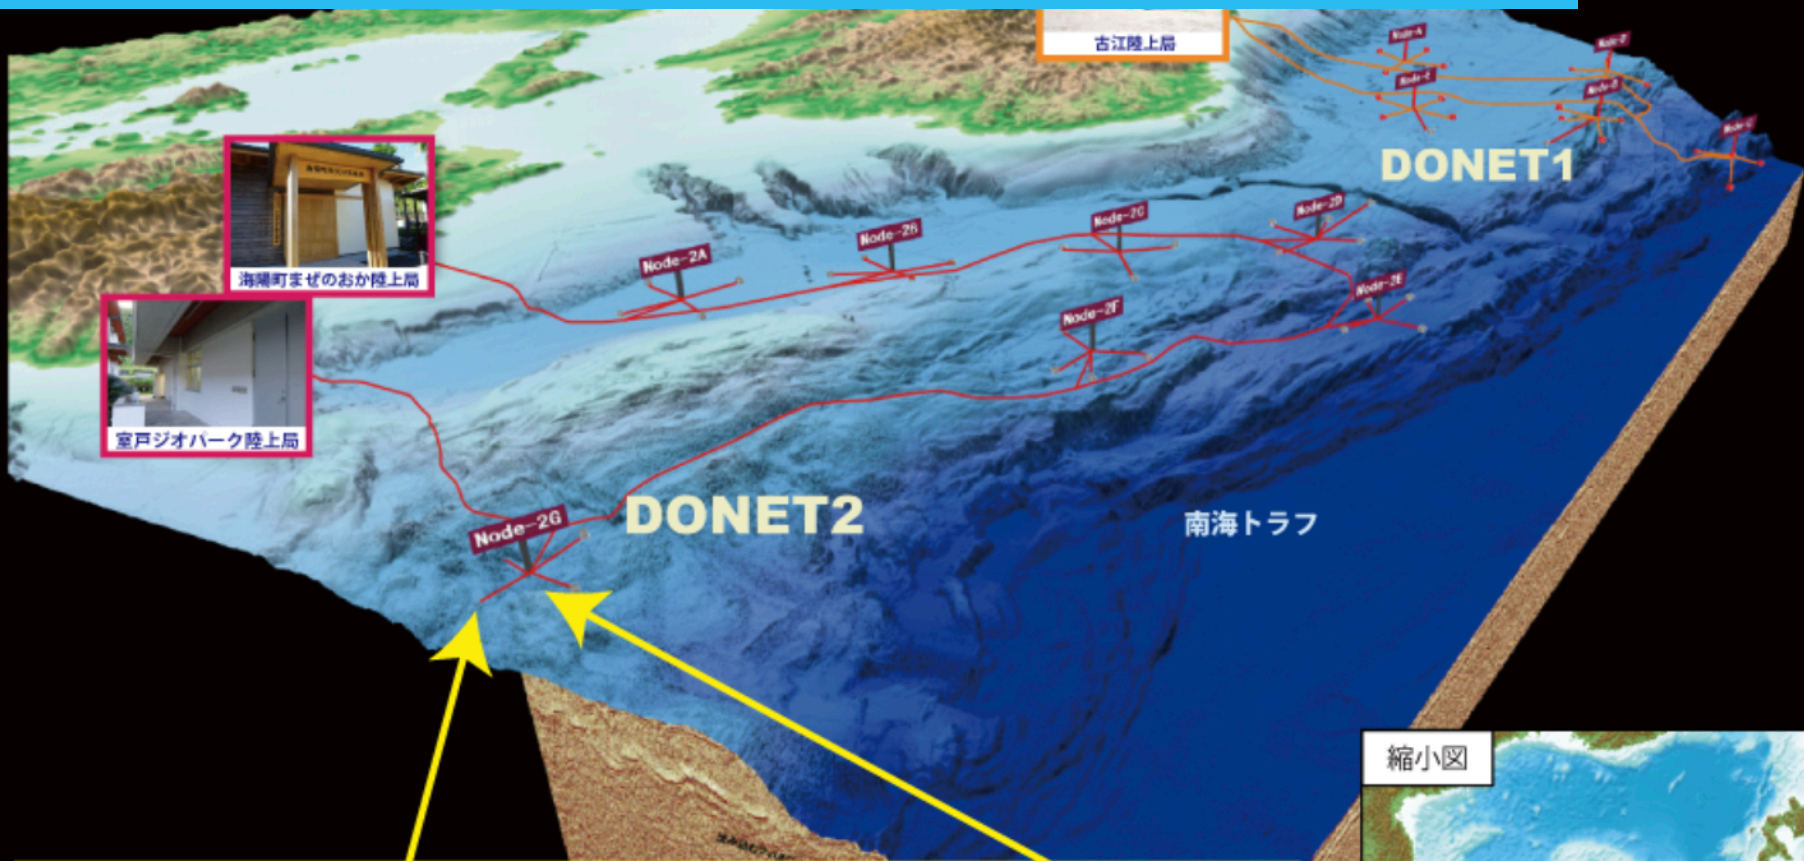 古江陸上局
Node-A
Node-C
DONET1
海陽町まぜのおか陸上局
Node-2A
Node-2B
Node-2C
Node-2D
Node-2E
Node-2F
室戸ジオパーク陸上局
Node-2G
DONET2
南海トラフ
縮小図